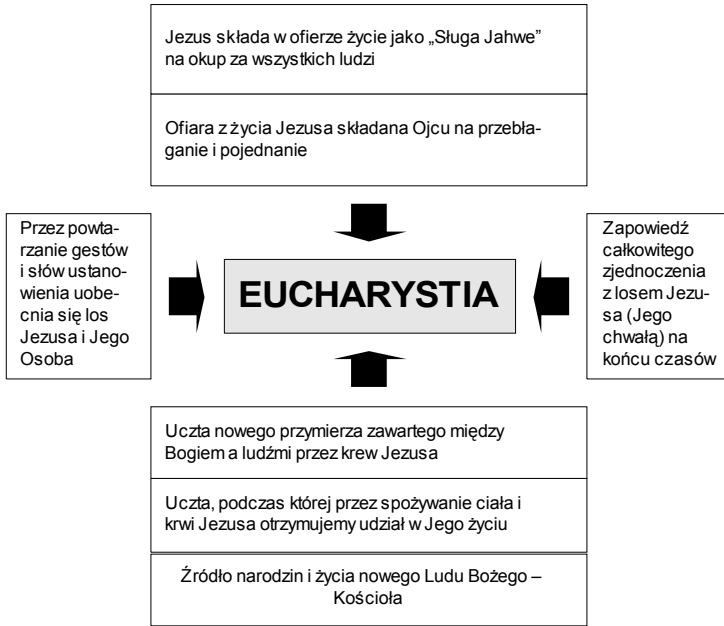 Jezus składa w ofierze życie jako „Sługa Jahwe”
na okup za wszystkich ludzi
Ofiara z życia Jezusa składana Ojcu na przebła-
ganie i pojednanie
Przez powta-
rzanie gestów
i słów ustano-
wienia uobe-
cnia się los
Jezusa i Jego
Osoba
EUCHARYSTIA
Zapowiedź
całkowitego
zjednoczenia
z losem Jezu-
sa (Jego
chwałą) na
końcu czasów
Uczta nowego przymierza zawartego między
Bogiem a ludźmi przez krew Jezusa
Uczta, podczas której przez spożywanie ciała i
krwi Jezusa otrzymujemy udział w Jego życiu
Źródło narodzin i życia nowego Ludu Bożego –
Kościoła